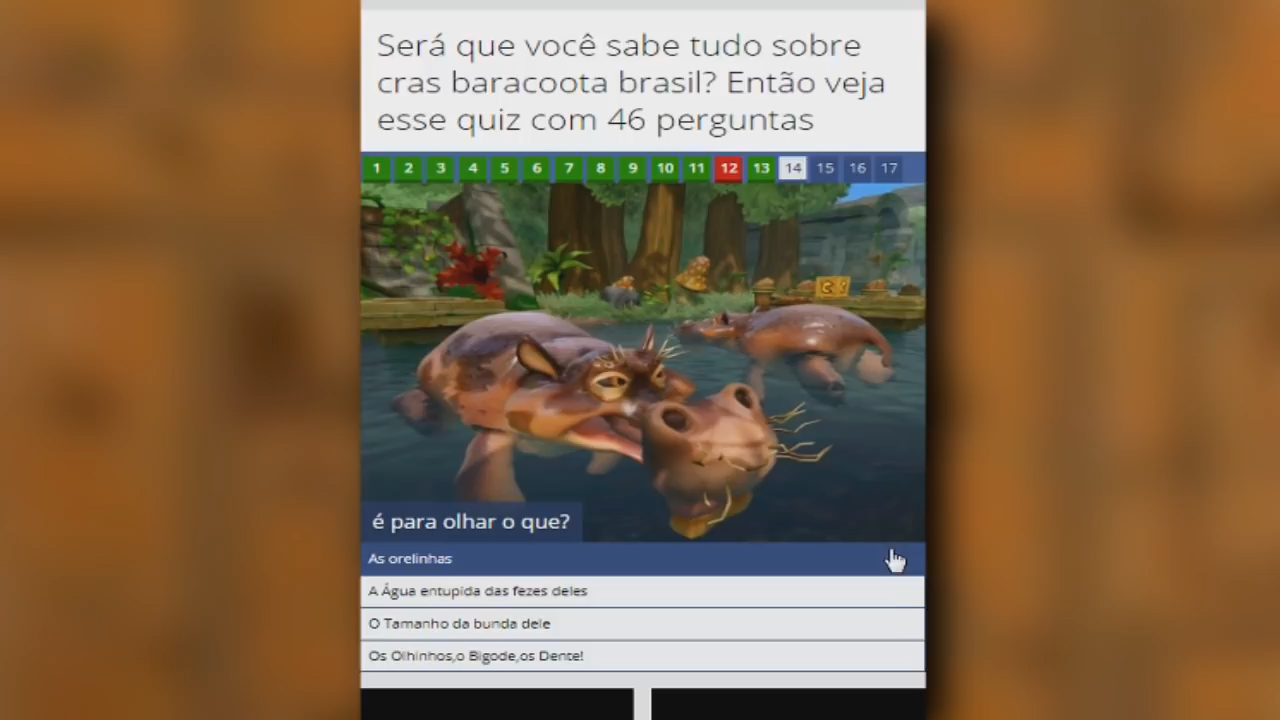 Será que você sabe tudo sobre
cras baracoota brasil? Então veja
esse quiz com 46 perguntas
1 2 3 4 5 6 7 8 9 10 11 12 13 14 15 16 17
é para olhar o que?
As orelinhas
A Água entupida das fezes deles
O Tamanho da bunda dele
Os Olhinhos,o Bigode,os Dente!